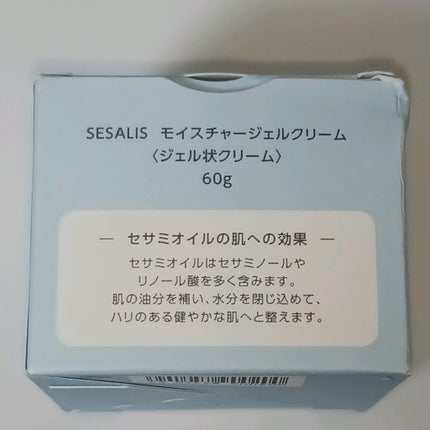 SESALIS モイスチャージェルクリーム
〈ジェル状クリーム〉
60g
― セサミオイルの肌への効果 ―
セサミオイルはセサミノールや
リノール酸を多く含みます。
肌の油分を補い、水分を閉じ込めて、
ハリのある健やかな肌へと整えます。